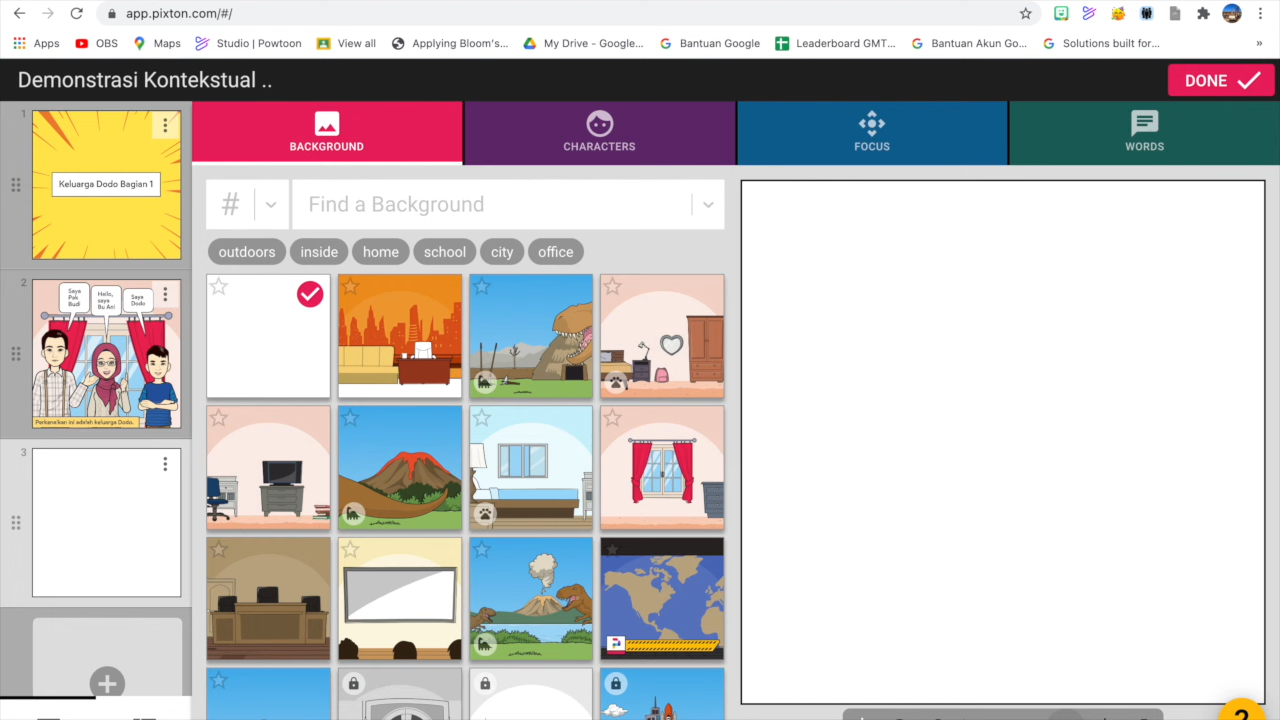 app.pixton.com/#/
Apps
OBS
Maps
Studio | Powtoon
View all
Applying Bloom's...
My Drive - Google...
Bantuan Google
Leaderboard GMT...
Bantuan Akun Go...
Solutions built for...
»
Demonstrasi Kontekstual ..
DONE
1
Keluarga Dodo Bagian 1
2
Saya
Pak
Budi
Hello,
saya
Bu Ani
Saya
Dodo
Perkenalkan ini adalah keluarga Dodo.
3
BACKGROUND
CHARACTERS
FOCUS
WORDS
#
Find a Background
outdoors
inside
home
school
city
office
?